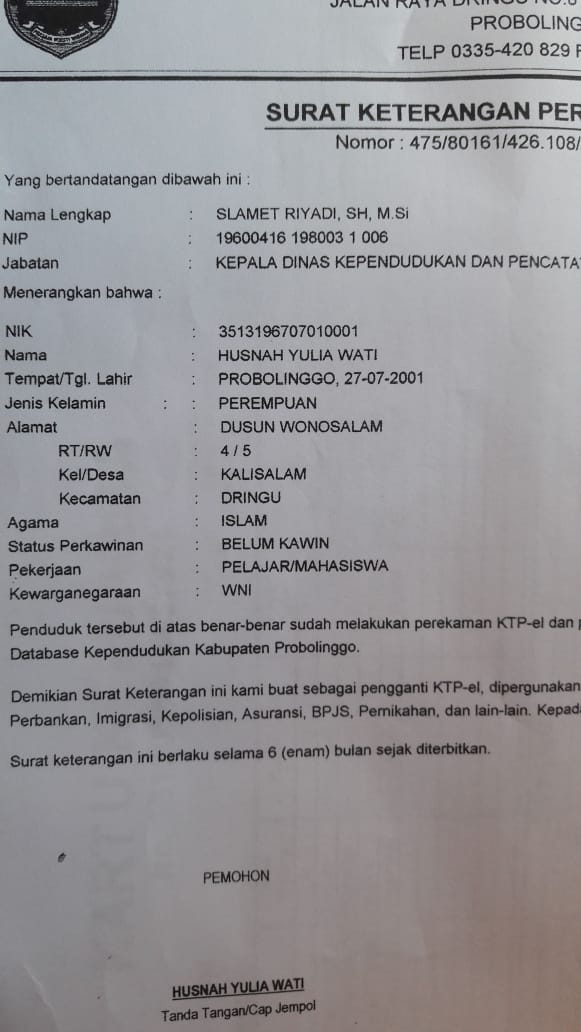 JALAN RAYA DRINGU NO.
PROBOLING
TELP 0335-420 829 F
SURAT KETERANGAN PER
Nomor : 475/80161/426.108/
Yang bertandatangan dibawah ini :
Nama Lengkap : SLAMET RIYADI, SH, M.Si
NIP : 19600416 198003 1 006
Jabatan : KEPALA DINAS KEPENDUDUKAN DAN PENCATAT
Menerangkan bahwa :
NIK : 3513196707010001
Nama : HUSNAH YULIA WATI
Tempat/Tgl. Lahir : PROBOLINGGO, 27-07-2001
Jenis Kelamin : : PEREMPUAN
Alamat : DUSUN WONOSALAM
RT/RW : 4 / 5
Kel/Desa : KALISALAM
Kecamatan : DRINGU
Agama : ISLAM
Status Perkawinan : BELUM KAWIN
Pekerjaan : PELAJAR/MAHASISWA
Kewarganegaraan : WNI
Penduduk tersebut di atas benar-benar sudah melakukan perekaman KTP-el dan
Database Kependudukan Kabupaten Probolinggo.
Demikian Surat Keterangan ini kami buat sebagai pengganti KTP-el, dipergunakan
Perbankan, Imigrasi, Kepolisian, Asuransi, BPJS, Pernikahan, dan lain-lain. Kepad
Surat keterangan ini berlaku selama 6 (enam) bulan sejak diterbitkan.
PEMOHON
HUSNAH YULIA WATI
Tanda Tangan/Cap Jempol